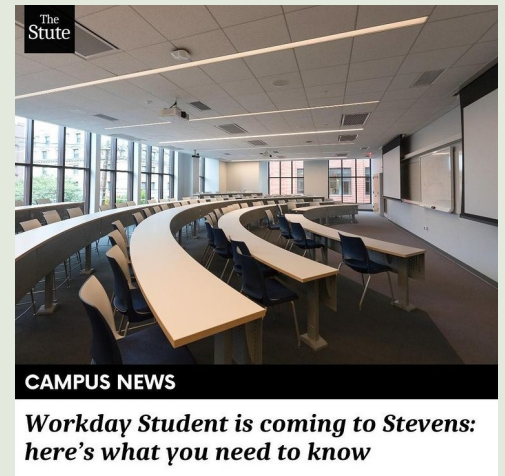 The
Stute
CAMPUS NEWS
Workday Student is coming to Stevens:
here's what you need to know